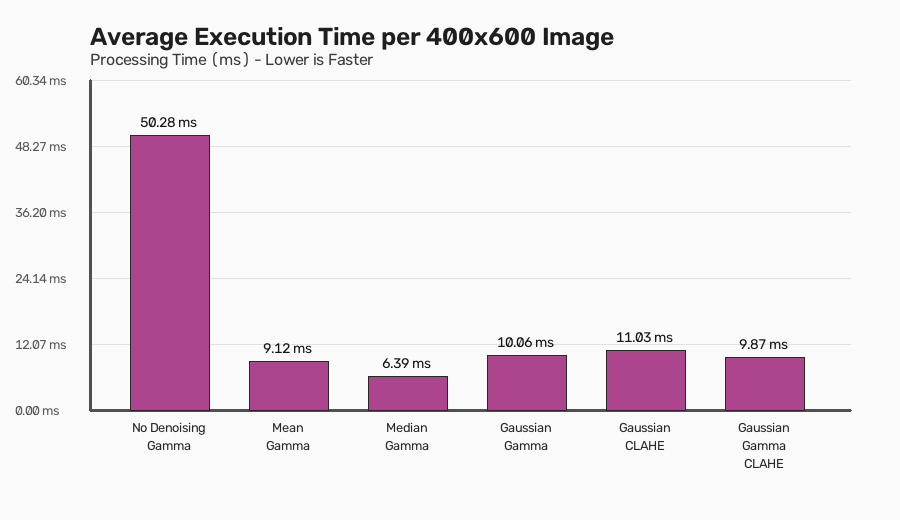 Average Execution Time per 400x600 Image
Processing Time (ms) - Lower is Faster
60.34 ms
48.27 ms
36.20 ms
24.14 ms
12.07 ms
0.00 ms
50.28 ms
9.12 ms
6.39 ms
10.06 ms
11.03 ms
9.87 ms
No Denoising
Gamma
Mean
Gamma
Median
Gamma
Gaussian
Gamma
Gaussian
CLAHE
Gaussian
Gamma
CLAHE